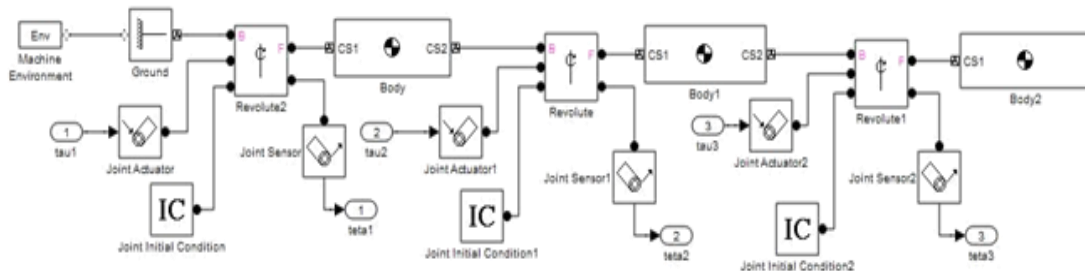 Env
Machine
Environment
Ground
B
F
Revolute2
CS1
CS2
Body
B
F
Revolute
CS1
CS2
Body1
B
F
Revolute1
CS1
Body2
1
tau1
Joint Actuator
Joint Sensor
2
tau2
Joint Actuator1
Joint Sensor1
3
tau3
Joint Actuator2
Joint Sensor2
IC
Joint Initial Condition
1
teta1
IC
Joint Initial Condition1
2
teta2
IC
Joint Initial Condition2
3
teta3